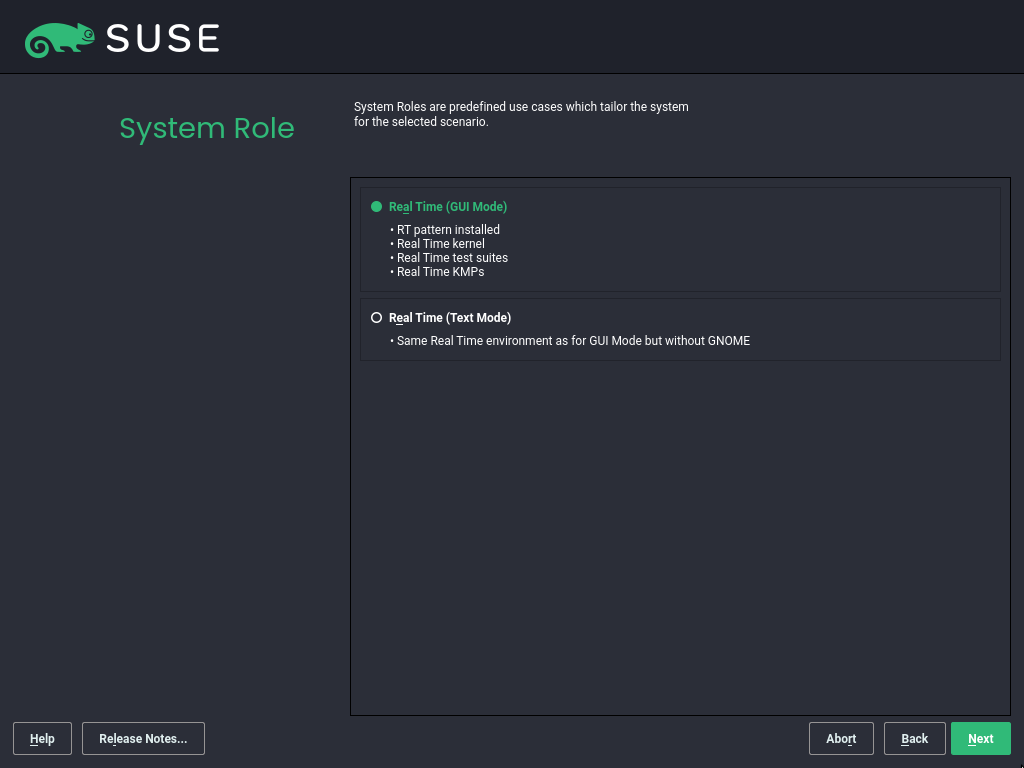 SUSE
System Role
System Roles are predefined use cases which tailor the system
for the selected scenario.
Real Time (GUI Mode)
• RT pattern installed
• Real Time kernel
• Real Time test suites
• Real Time KMPs
Real Time (Text Mode)
• Same Real Time environment as for GUI Mode but without GNOME
Help
Release Notes...
Abort
Back
Next